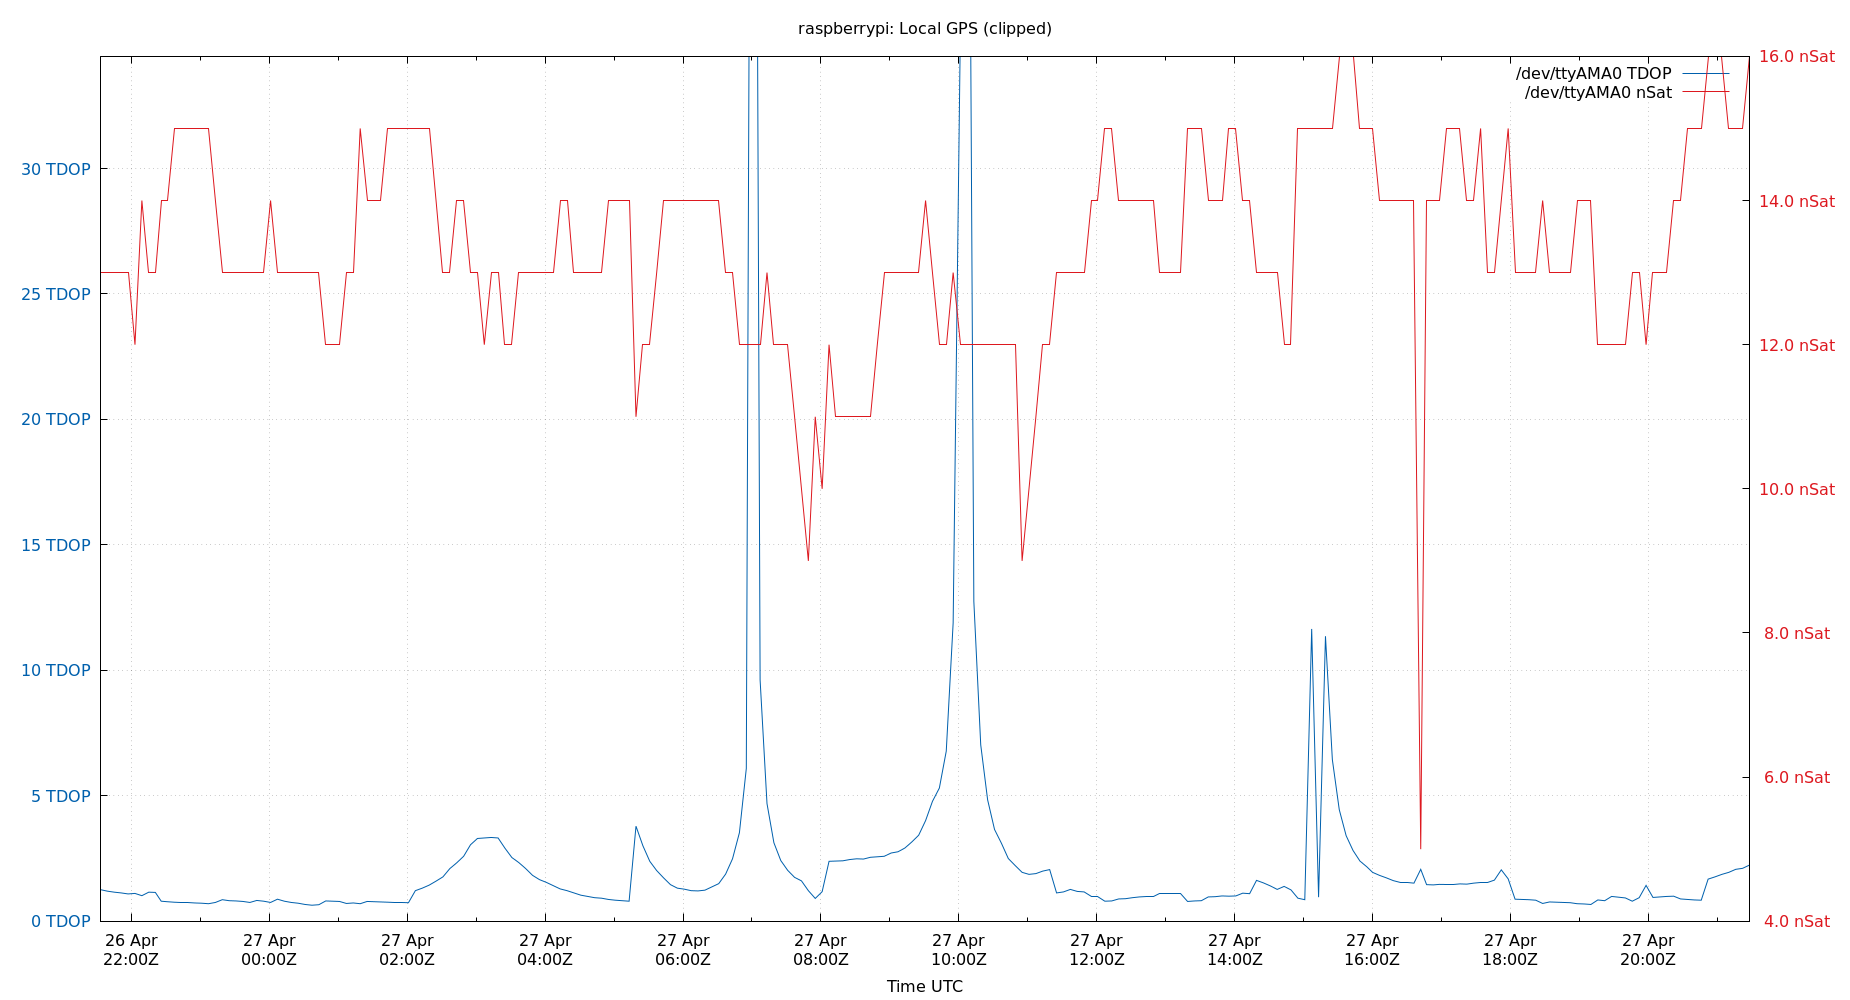 raspberrypi: Local GPS (clipped)
16.0 nSat
/dev/ttyAMA0 TDOP
/dev/ttyAMA0 nSat
30 TDOP
14.0 nSat
25 TDOP
12.0 nSat
20 TDOP
10.0 nSat
15 TDOP
8.0 nSat
10 TDOP
6.0 nSat
5 TDOP
0 TDOP
4.0 nSat
26 Apr 27 Apr 27 Apr 27 Apr 27 Apr 27 Apr 27 Apr 27 Apr 27 Apr 27 Apr 27 Apr 27 Apr
22:00Z 00:00Z 02:00Z 04:00Z 06:00Z 08:00Z 10:00Z 12:00Z 14:00Z 16:00Z 18:00Z 20:00Z
Time UTC